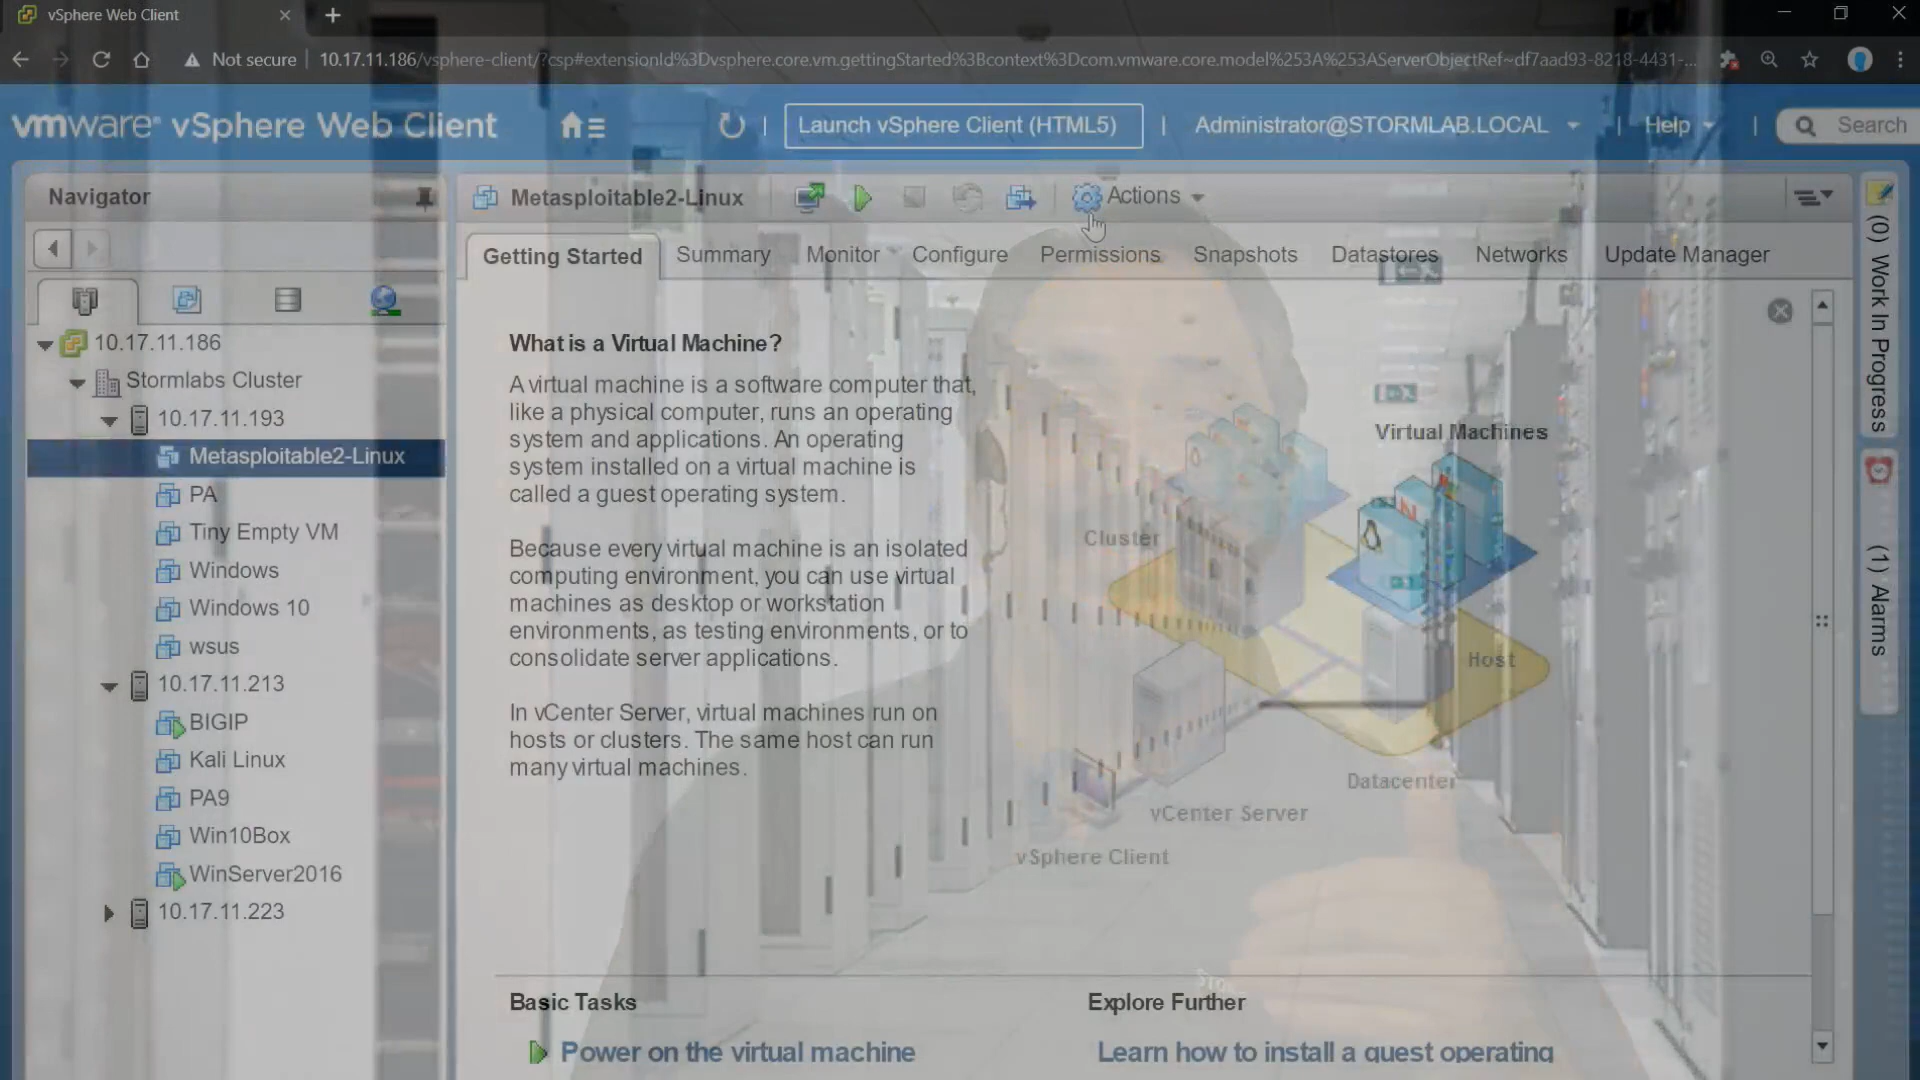 vSphere Web Client
Not secure
10.17.11.186/vsphere-client/?csp#extensionId%3Dvsphere.core.vm.gettingStarted%3Bcontext%3Dcom.vmware.core.model%253A%253AServerObjectRef~df7aad93-8218-4431-...
vmware® vSphere Web Client
Launch vSphere Client (HTML5)
Administrator@STORMLAB.LOCAL
Help
Search
Navigator
Metasploitable2-Linux
Actions
Getting Started
Summary
Monitor
Configure
Permissions
Snapshots
Datastores
Networks
Update Manager
10.17.11.186
Stormlabs Cluster
10.17.11.193
Metasploitable2-Linux
PA
Tiny Empty VM
Windows
Windows 10
wsus
10.17.11.213
BIGIP
Kali Linux
PA9
Win10Box
WinServer2016
10.17.11.223
What is a Virtual Machine?
A virtual machine is a software computer that,
like a physical computer, runs an operating
system and applications. An operating
system installed on a virtual machine is
called a guest operating system.
Because every virtual machine is an isolated
computing environment, you can use virtual
machines as desktop or workstation
environments, as testing environments, or to
consolidate server applications.
In vCenter Server, virtual machines run on
hosts or clusters. The same host can run
many virtual machines.
Virtual Machines
Cluster
Host
Datacenter
vCenter Server
vSphere Client
Basic Tasks
Power on the virtual machine
Explore Further
Learn how to install a guest operating
(0) Work In Progress
(1) Alarms